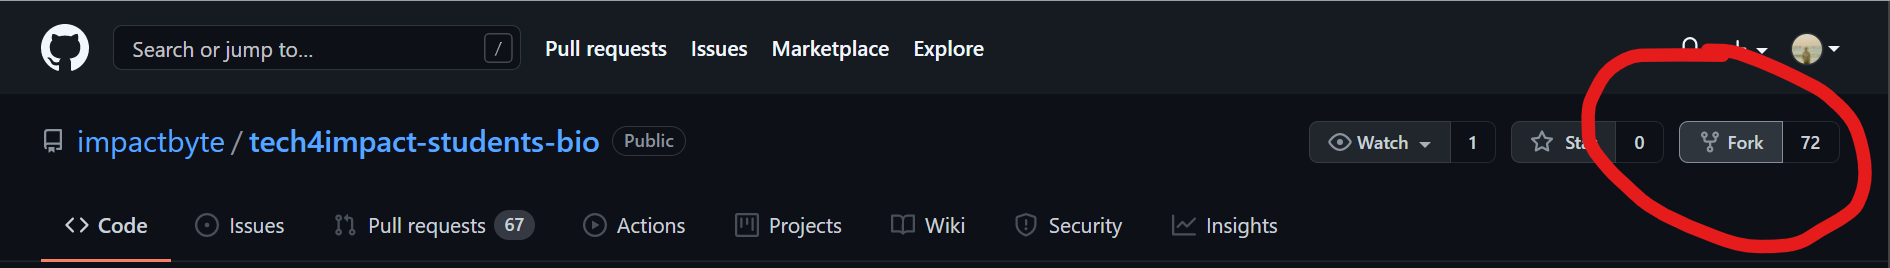 Search or jump to... / Pull requests Issues Marketplace Explore
impactbyte / tech4impact-students-bio Public Watch 1 0 Fork 72
Code Issues Pull requests 67 Actions Projects Wiki Security Insights